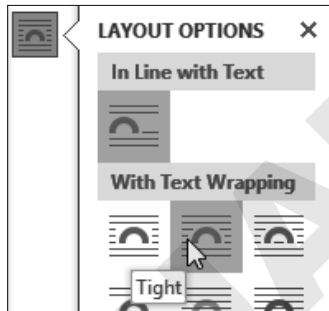 LAYOUT OPTIONS ×
In Line with Text
With Text Wrapping
Tight